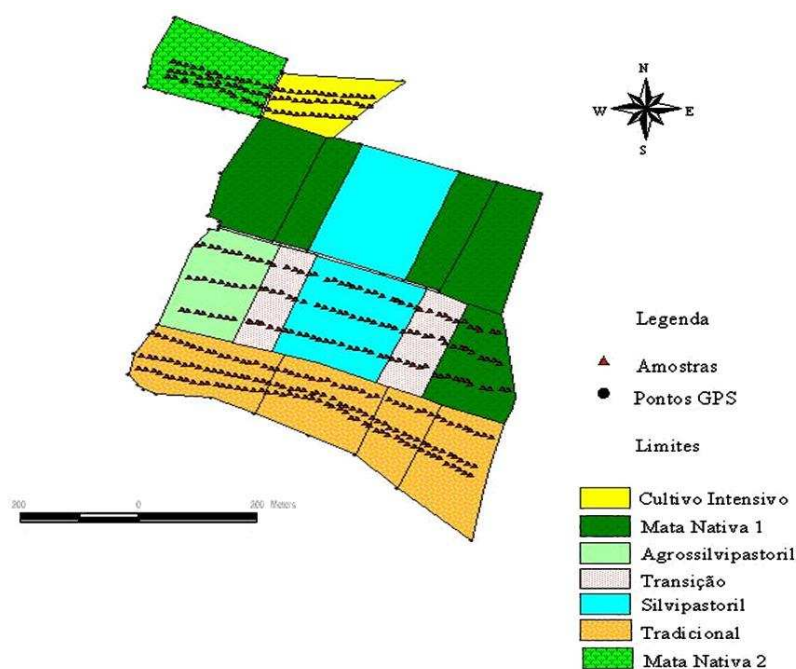 N
W E
S
Legenda
Amostras
Pontos GPS
Limites
200 0 200 Meters
Cultivo Intensivo
Mata Nativa 1
Agrossilvipastoril
Transição
Silvipastoril
Tradicional
Mata Nativa 2